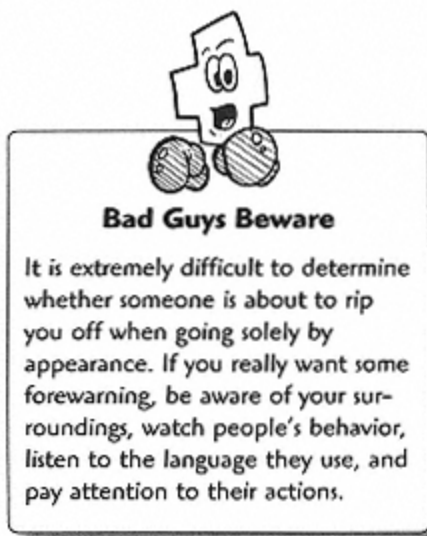 Bad Guys Beware
It is extremely difficult to determine
whether someone is about to rip
you off when going solely by
appearance. If you really want some
forewarning, be aware of your sur-
roundings, watch people's behavior,
listen to the language they use, and
pay attention to their actions.